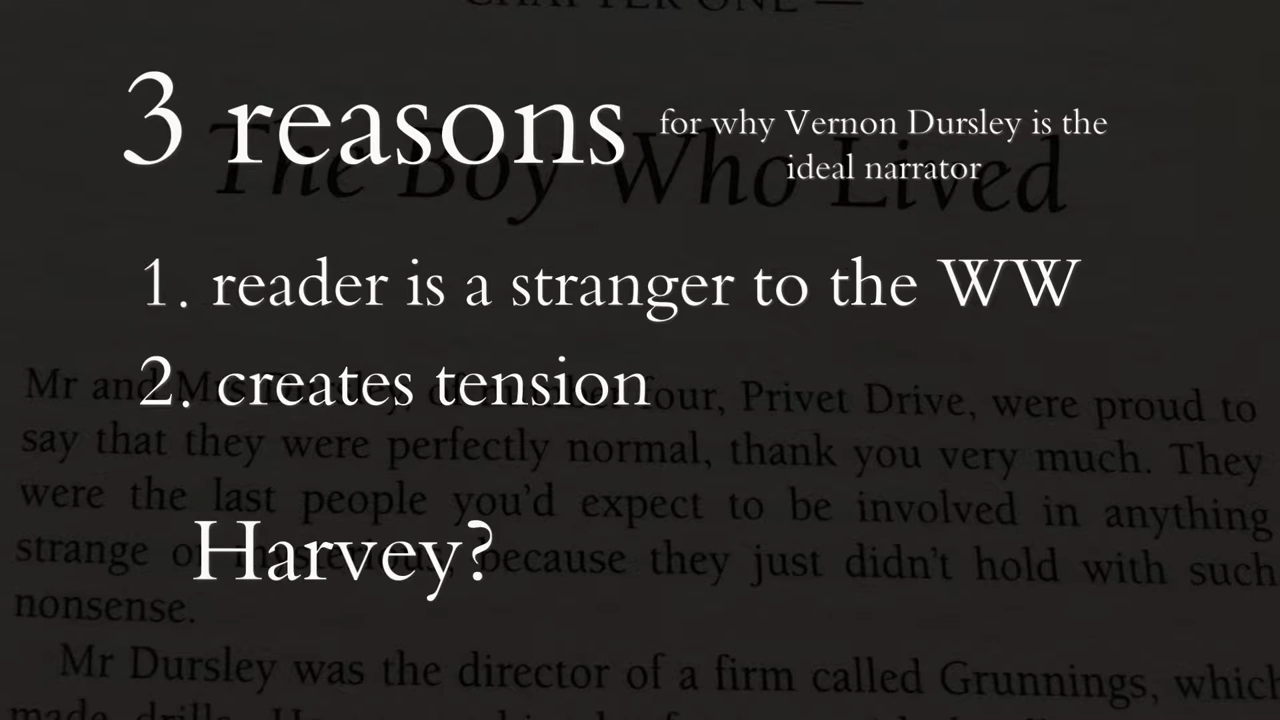 CHAPTER ONE —
3 reasons for why Vernon Dursley is the
ideal narrator
The Boy Who Lived
1. reader is a stranger to the WW
2. creates tension
Mr and Mrs Dursley, of number four, Privet Drive, were proud to
say that they were perfectly normal, thank you very much. They
were the last people you'd expect to be involved in anything
strange or mysterious, because they just didn't hold with such
Harvey?
nonsense.
Mr Dursley was the director of a firm called Grunnings, which
made drills.